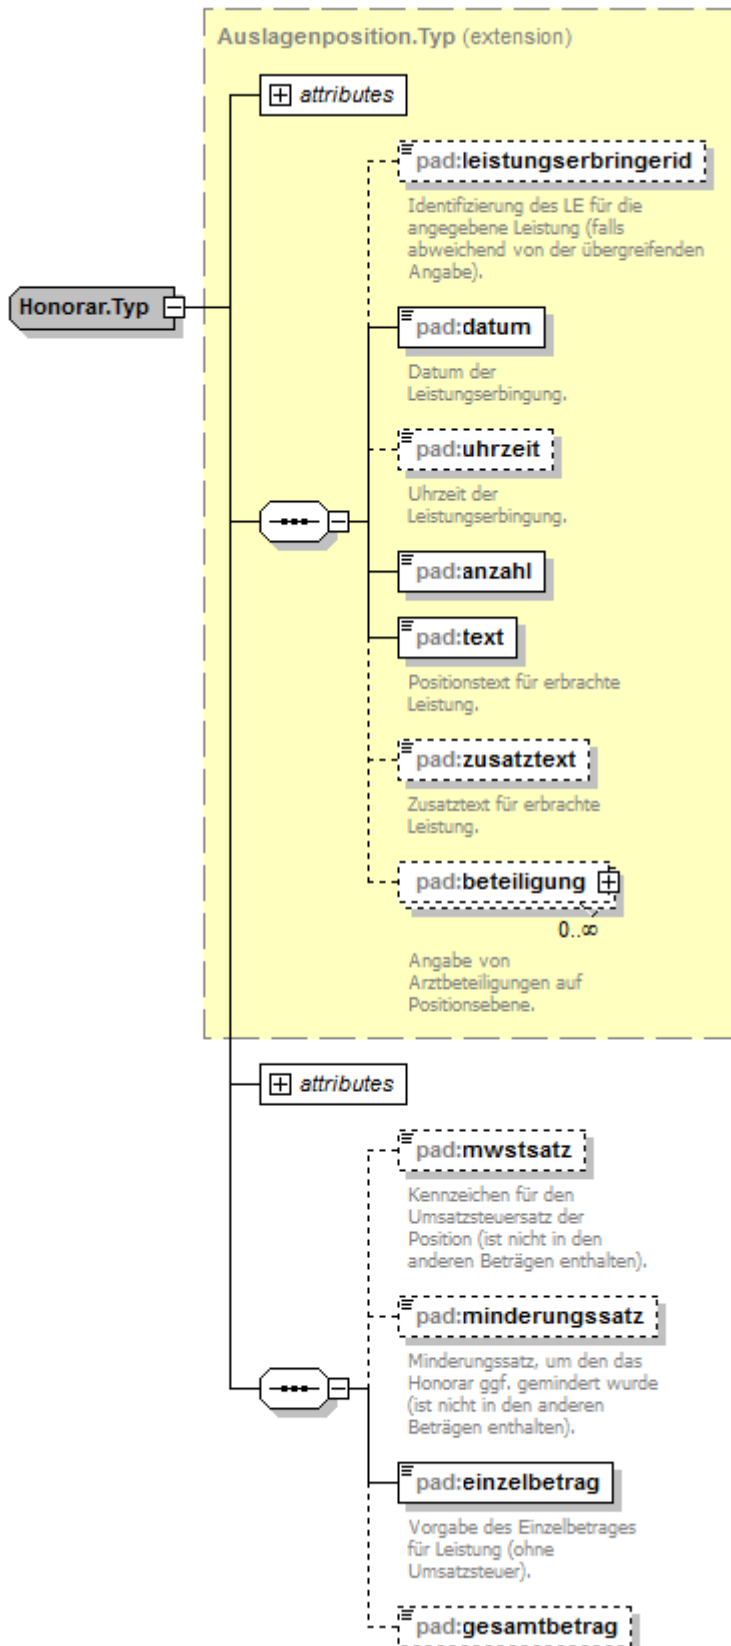 Auslagenposition.Typ (extension)
attributes
pad:leistungserbringerid
Identifizierung des LE für die
angegebene Leistung (falls
abweichend von der übergreifenden
Angabe).
Honorar.Typ
pad:datum
Datum der
Leistungserbingung.
pad:uhrzeit
Uhrzeit der
Leistungserbingung.
pad:anzahl
pad:text
Positionstext für erbrachte
Leistung.
pad:zusatztext
Zusatztext für erbrachte
Leistung.
pad:beteiligung
0..∞
Angabe von
Arztbeteiligungen auf
Positionsebene.
attributes
pad:mwstsatz
Kennzeichen für den
Umsatzsteuersatz der
Position (ist nicht in den
anderen Beträgen enthalten).
pad:minderungssatz
Minderungssatz, um den das
Honorar ggf. gemindert wurde
(ist nicht in den anderen
Beträgen enthalten).
pad:einzelbetrag
Vorgabe des Einzelbetrages
für Leistung (ohne
Umsatzsteuer).
pad:gesamtbetrag